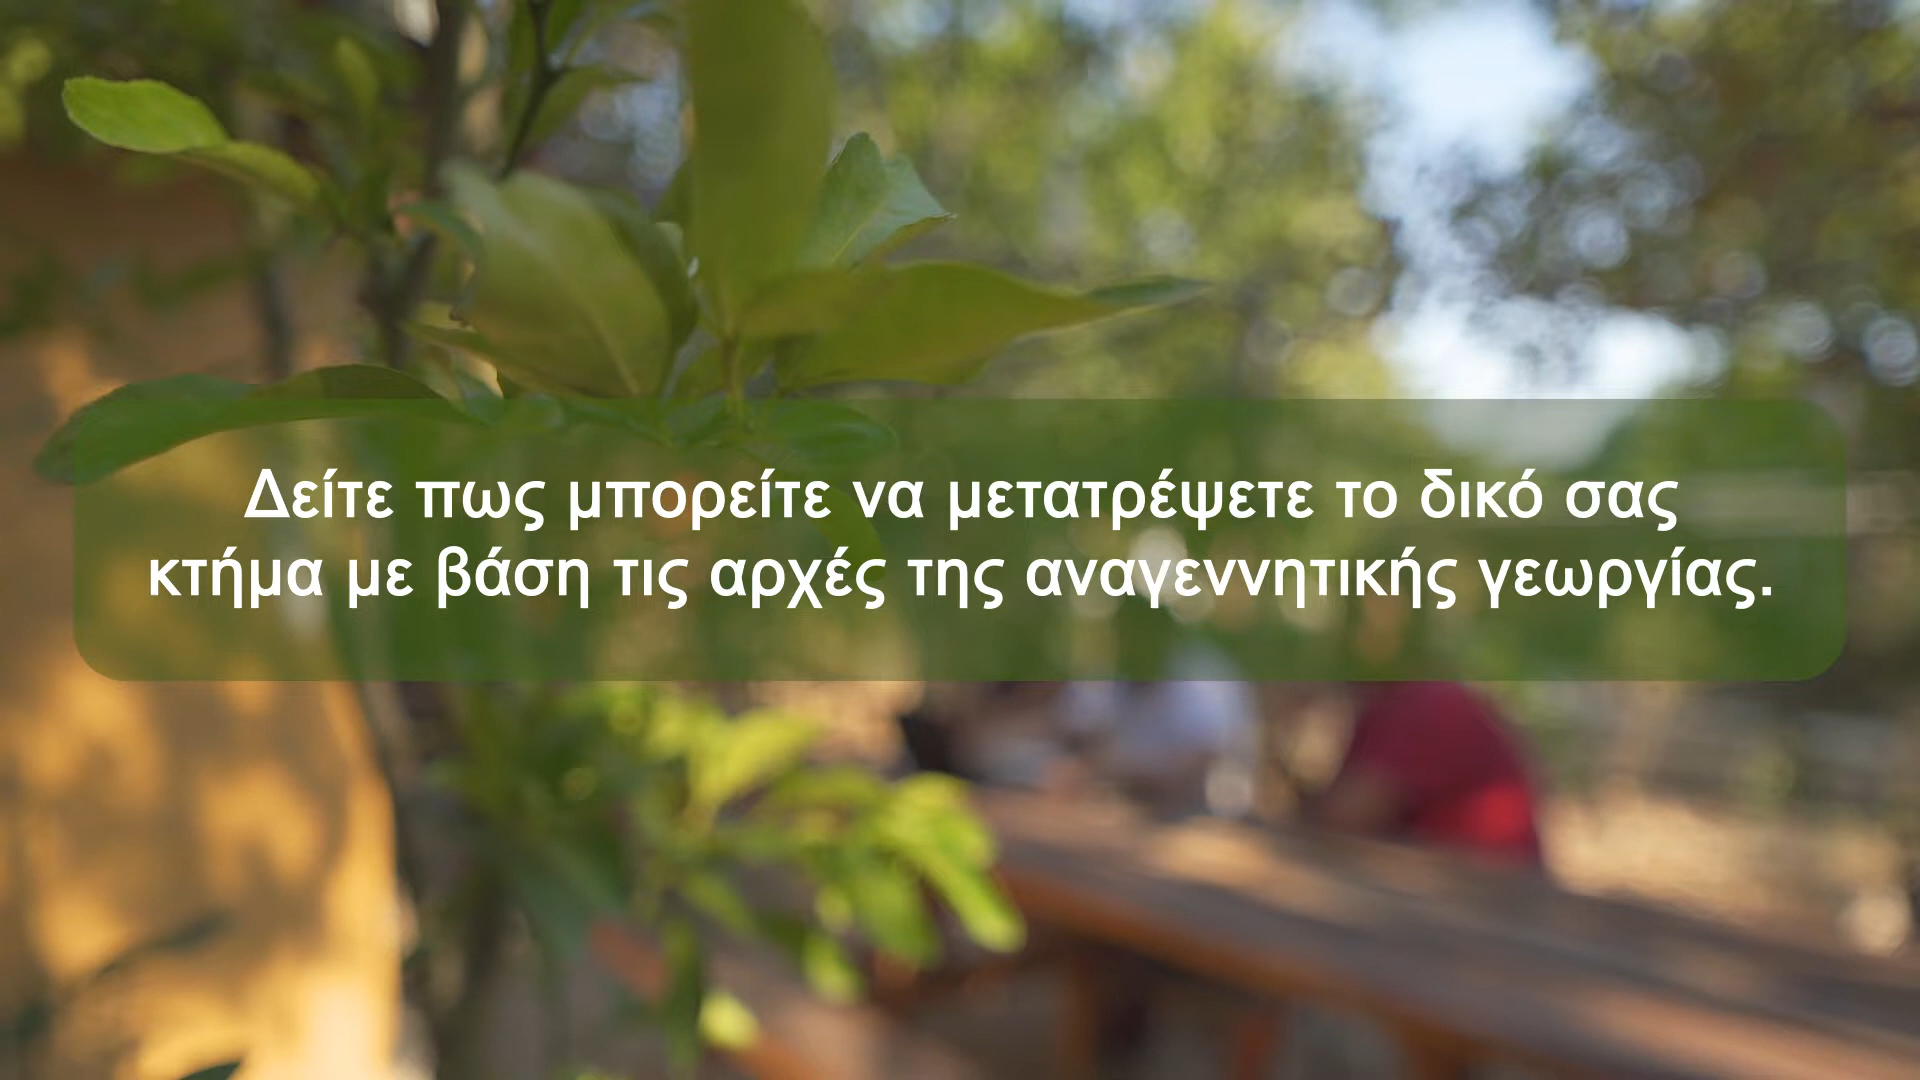 Δείτε πως μπορείτε να μετατρέψετε το δικό σας
κτήμα με βάση τις αρχές της αναγεννητικής γεωργίας.